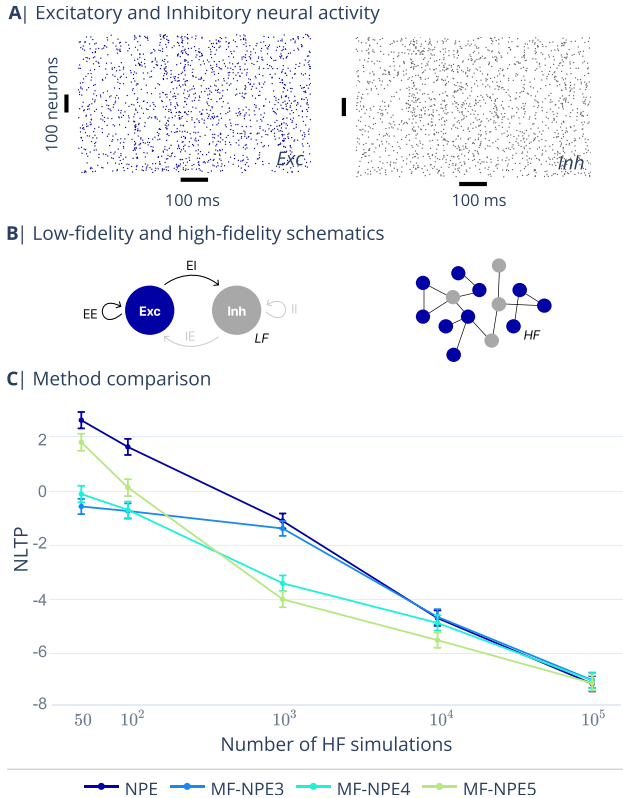 A| Excitatory and Inhibitory neural activity
100 neurons
Exc
Inh
100 ms
100 ms
B| Low-fidelity and high-fidelity schematics
EI
EE
Exc
Inh
II
IE
LF
HF
C| Method comparison
NLTP
2
0
-2
-4
-6
-8
50
10²
10³
10⁴
10⁵
Number of HF simulations
NPE
MF-NPE3
MF-NPE4
MF-NPE5